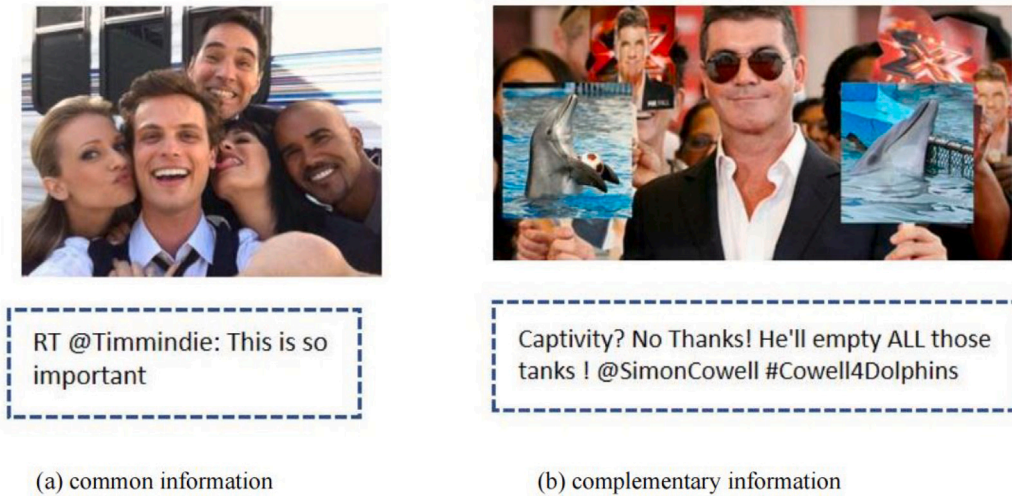 RT @Timmindie: This is so
important
Captivity? No Thanks! He'll empty ALL those
tanks ! @SimonCowell #Cowell4Dolphins
(a) common information
(b) complementary information